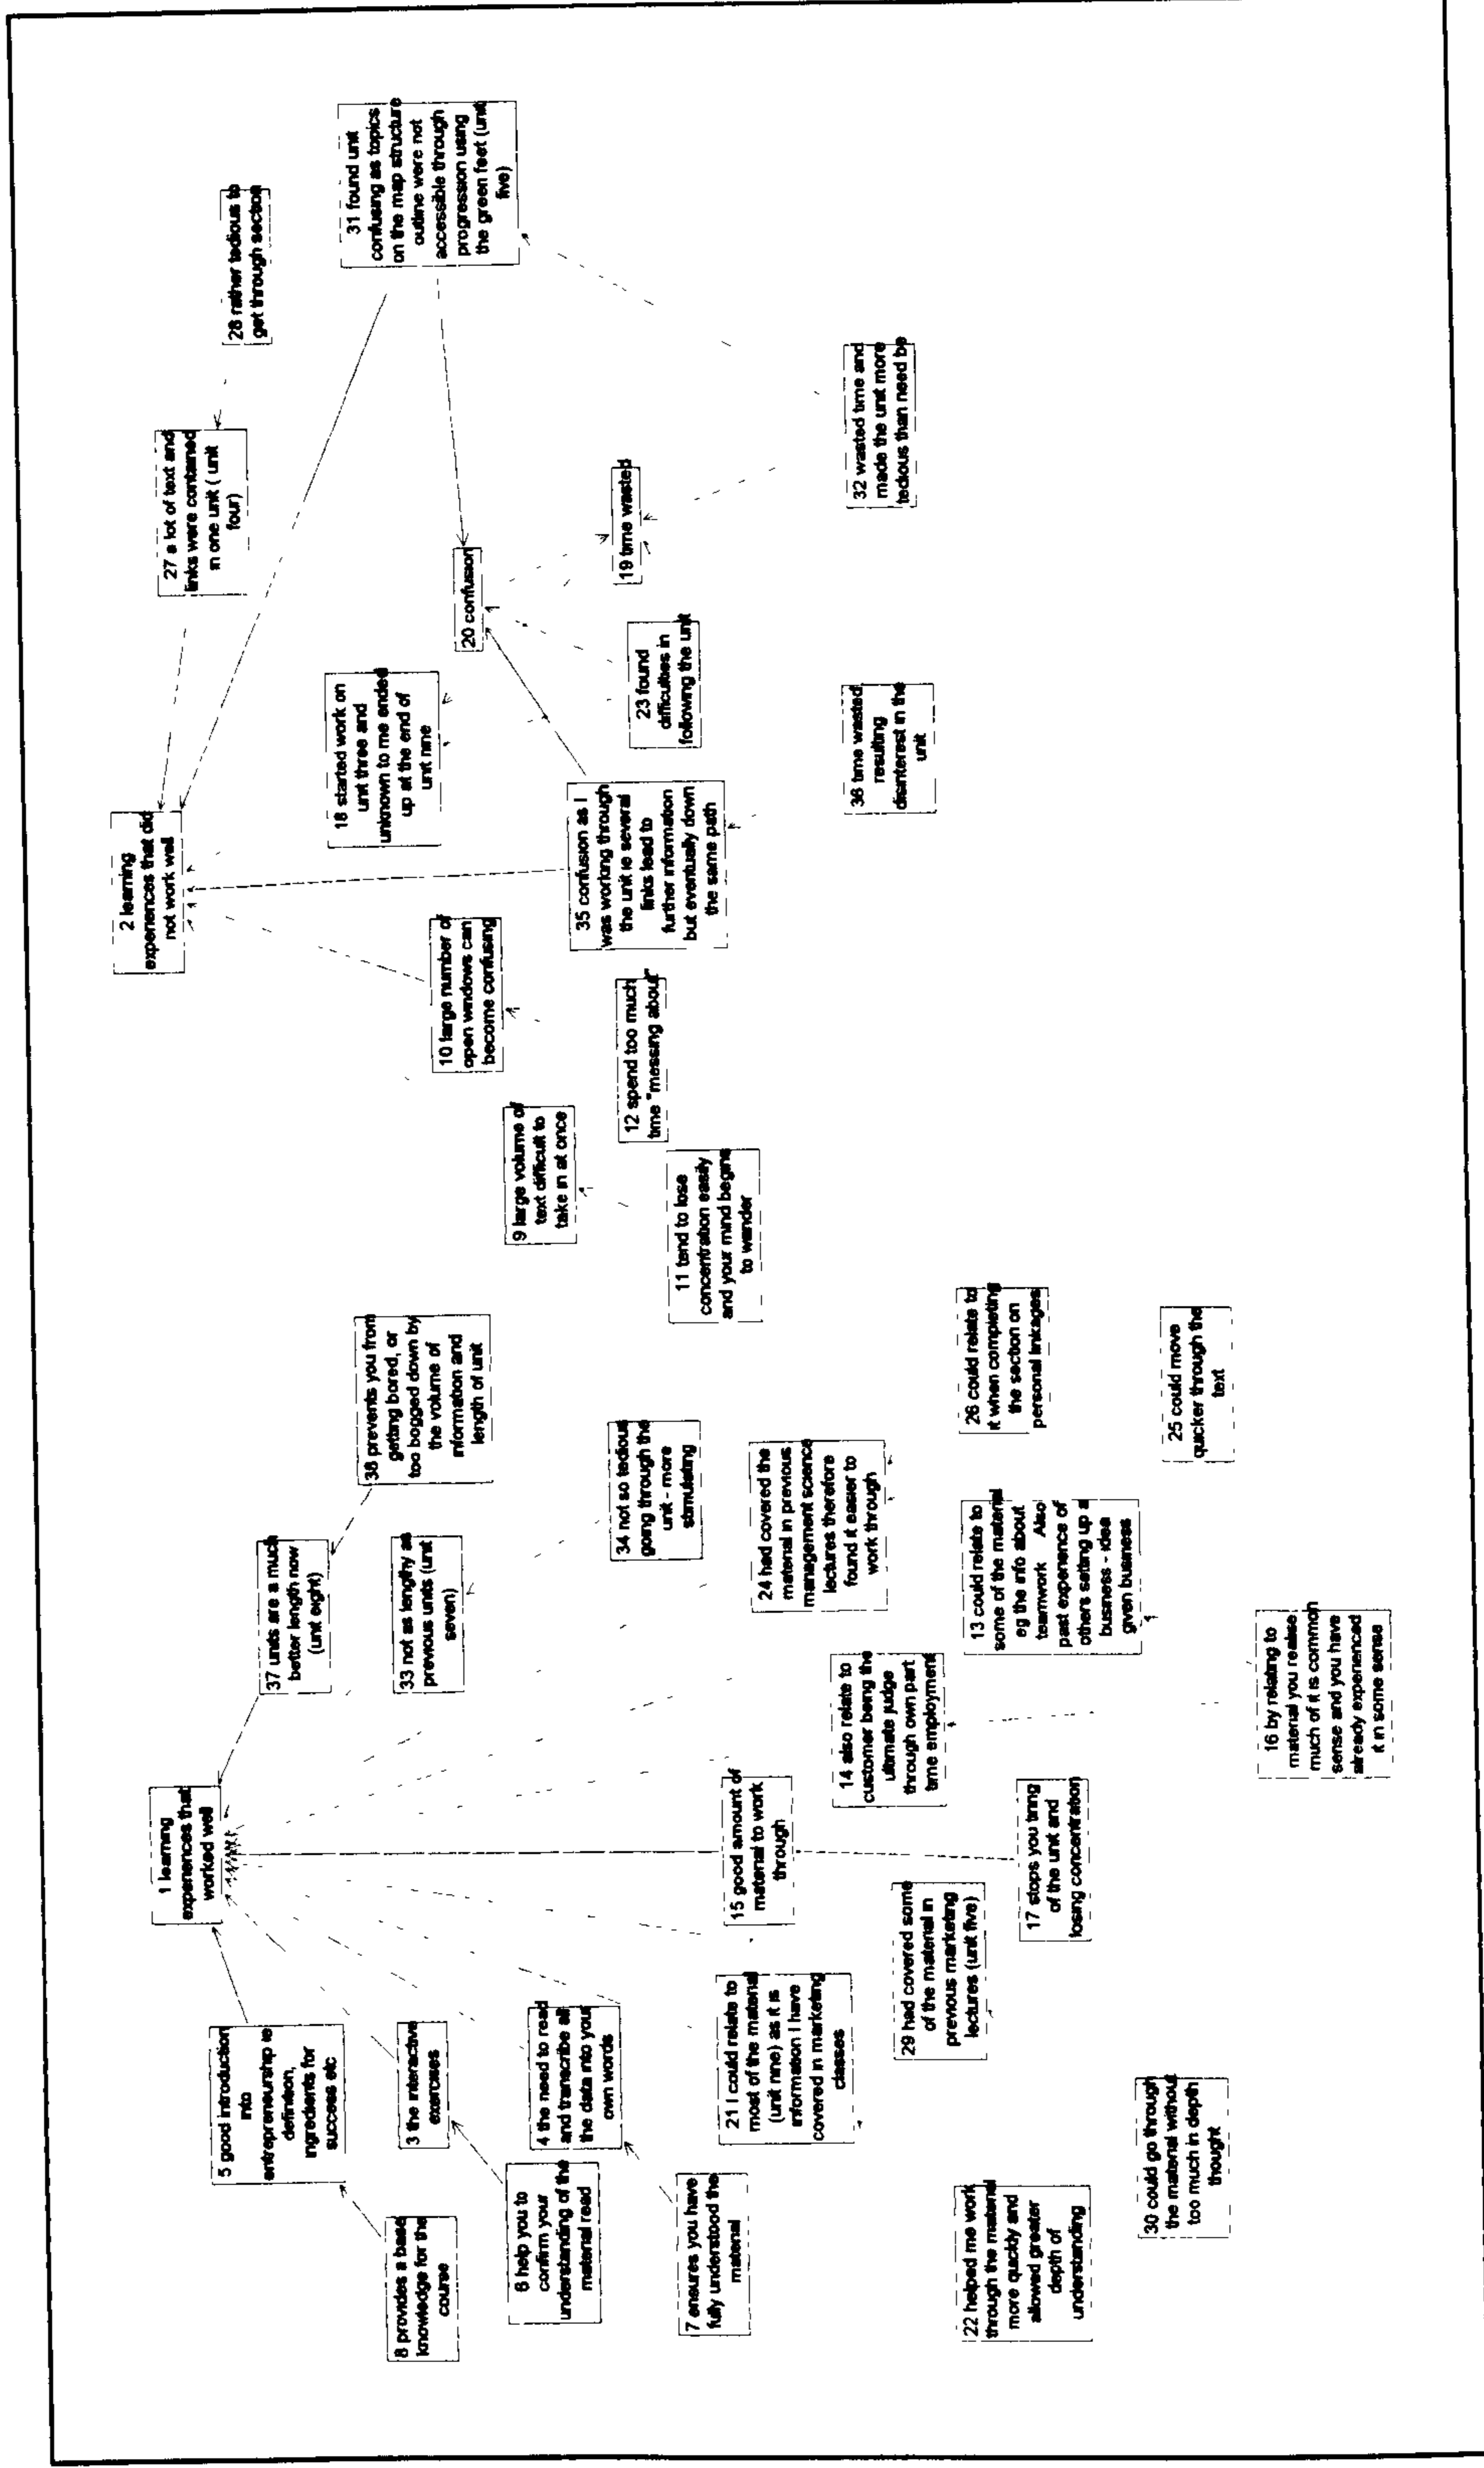 2 learning
experiences that did
not work well
1 learning
experiences that
worked well
27 a lot of text and
links were contained
in one unit ( unit
four)
5 good introduction
into
entrepreneurship ie
definition,
ingredients for
success etc
28 rather tedious to
get through section
37 units are a much
better length now
(unit eight)
18 started work on
unit three and
unknown to me ended
up at the end of
unit nine
31 found unit
confusing as topics
on the map structure
outline were not
accessible through
progression using
the green feet (unit
five)
38 prevents you from
getting bored, or
too bogged down by
the volume of
information and
length of unit
8 provides a base
knowledge for the
course
3 the interactive
exercises
33 not as lengthy as
previous units (unit
seven)
10 large number of
open windows can
become confusing
20 confusion
6 help you to
confirm your
understanding of the
material read
9 large volume of
text difficult to
take in at once
4 the need to read
and transcribe all
the data into your
own words
35 confusion as I
was working through
the unit ie several
links lead to
further information
but eventually down
the same path
34 not so tedious
going through the
unit - more
stimulating
12 spend too much
time "messing about"
19 time wasted
23 found
difficulties in
following the unit
7 ensures you have
fully understood the
material
11 tend to lose
concentration easily
and your mind begins
to wander
21 I could relate to
most of the material
(unit nine) as it is
information I have
covered in marketing
classes
15 good amount of
material to work
through
24 had covered the
material in previous
management science
lectures therefore
found it easier to
work through
14 also relate to
customer being the
ultimate judge
through own part
time employment
36 time wasted
resulting
disinterest in the
unit
32 wasted time and
made the unit more
tedious than need be
29 had covered some
of the material in
previous marketing
lectures (unit five)
22 helped me work
through the material
more quickly and
allowed greater
depth of
understanding
13 could relate to
some of the material
eg the info about
teamwork Also
past experience of
others setting up a
business - idea
given business
26 could relate to
it when completing
the section on
personal linkages
17 stops you tiring
of the unit and
losing concentration
30 could go through
the material without
too much in depth
thought
25 could move
quicker through the
text
16 by relating to
material you realise
much of it is common
sense and you have
already experienced
it in some sense